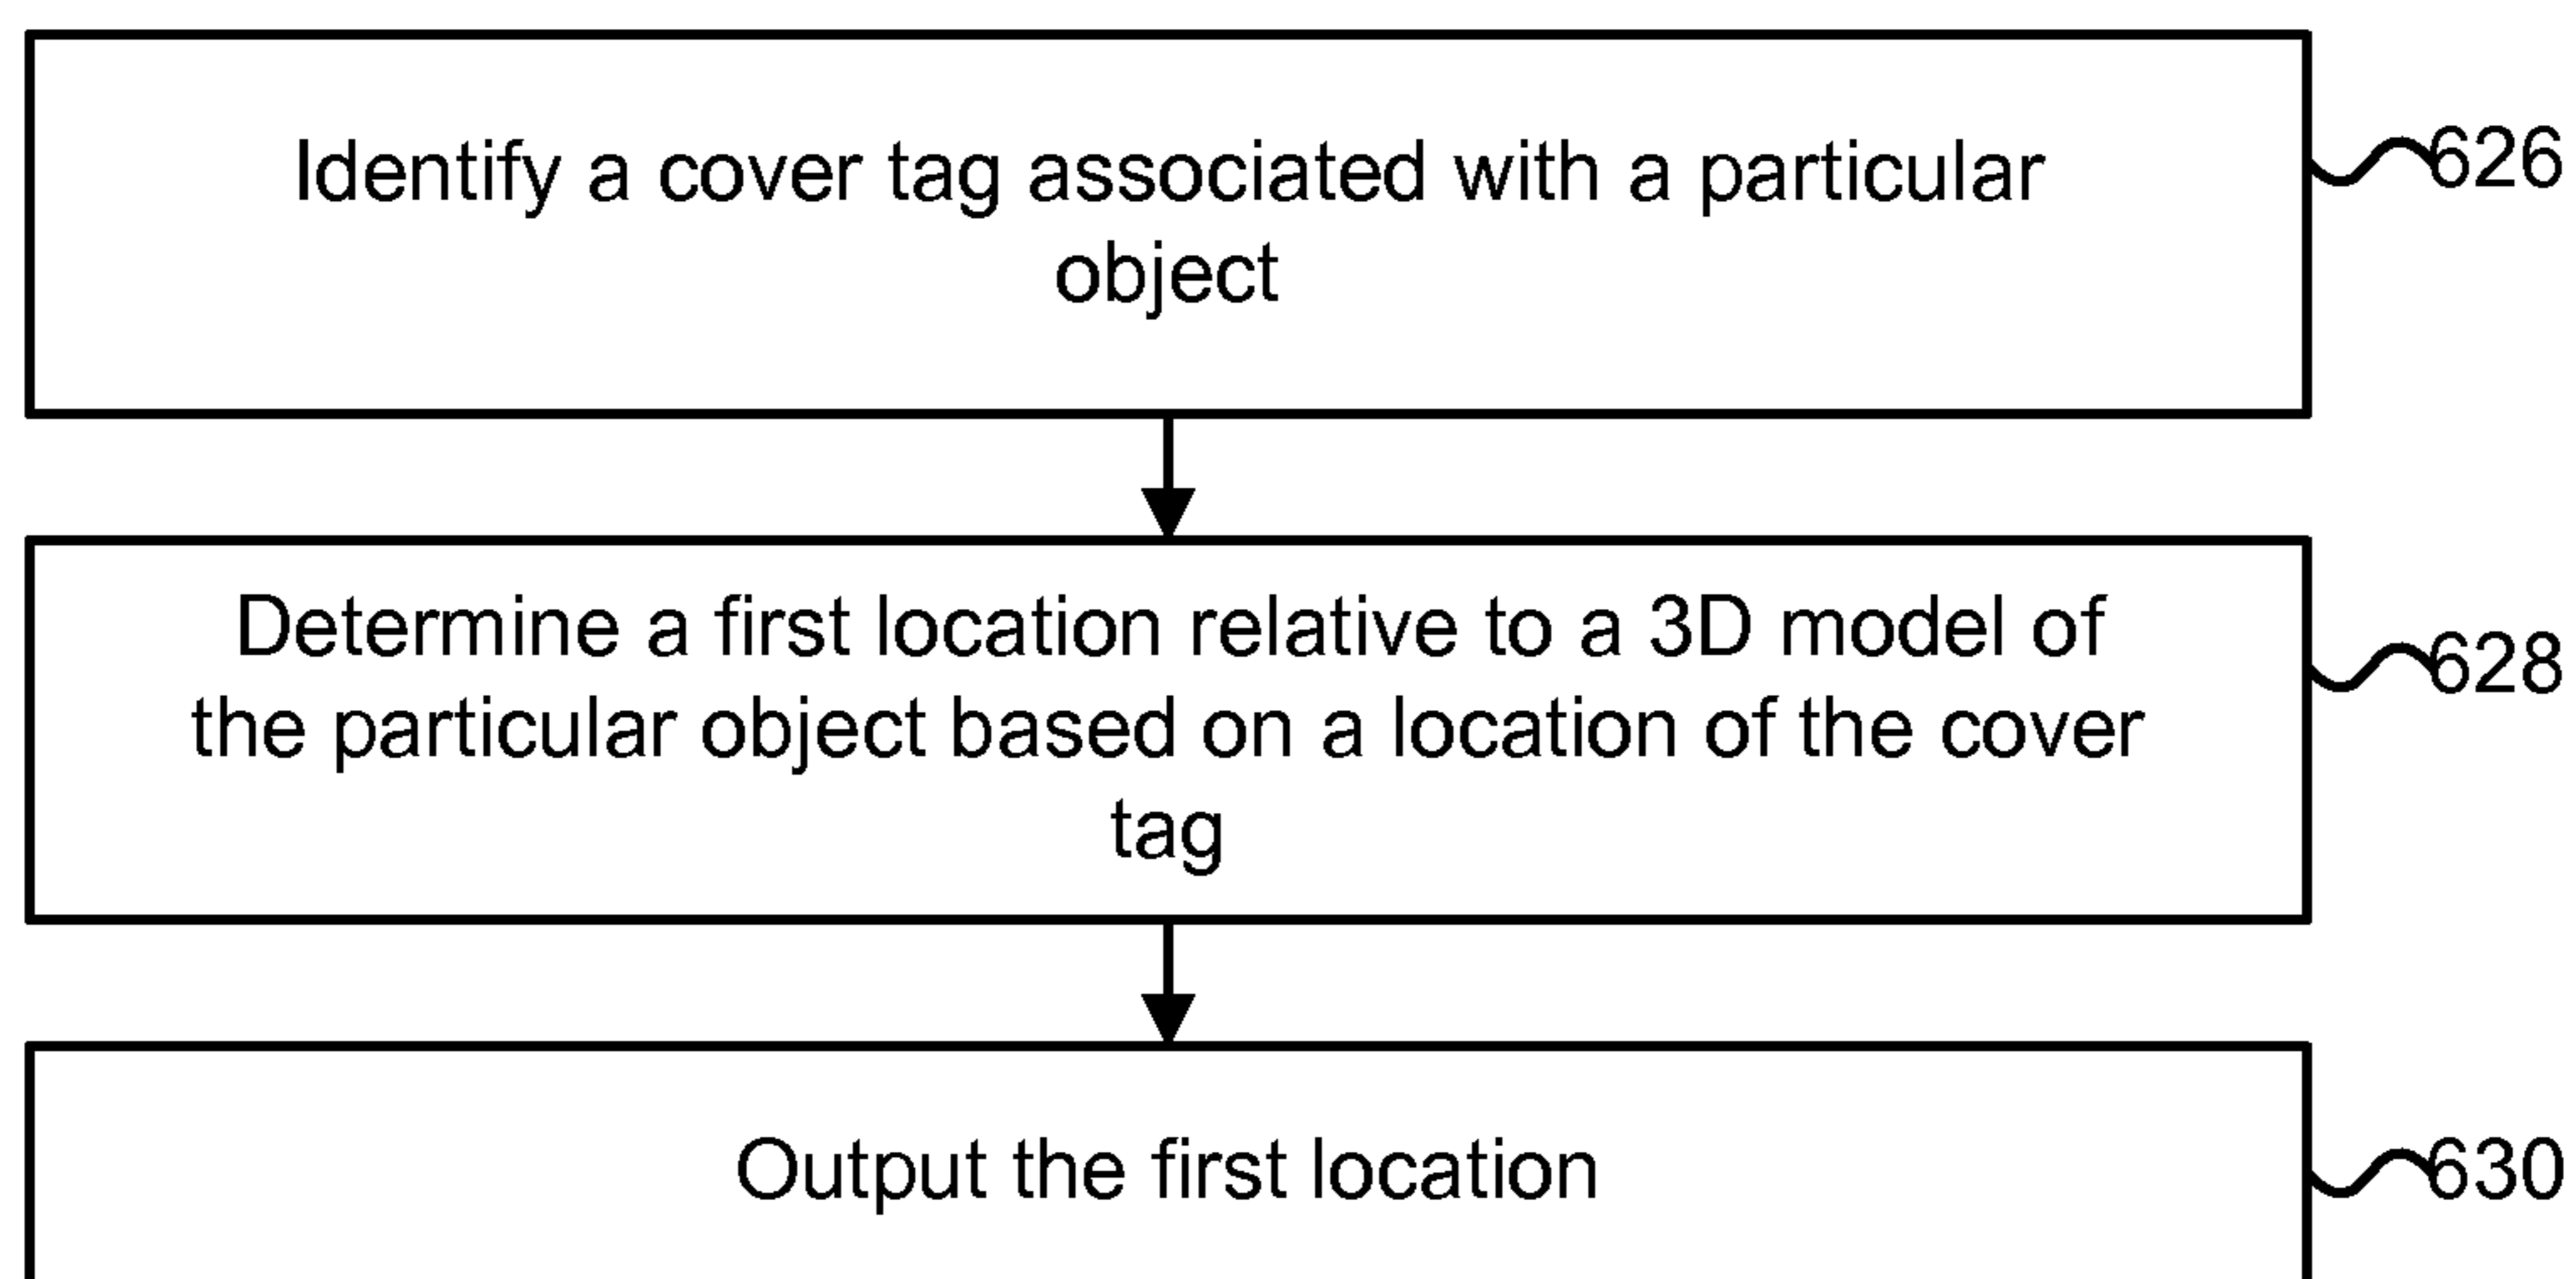 Identify a cover tag associated with a particular
object
626
Determine a first location relative to a 3D model of
the particular object based on a location of the cover
tag
628
Output the first location
630